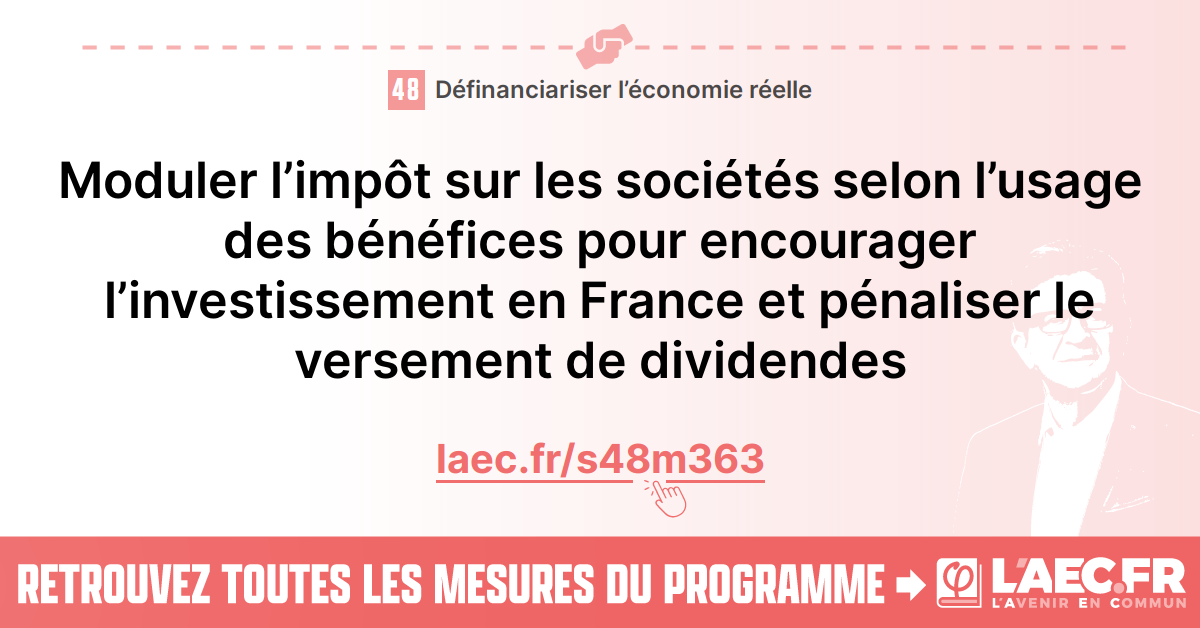 48 Définanciariser l’économie réelle
Moduler l’impôt sur les sociétés selon l’usage
des bénéfices pour encourager
l’investissement en France et pénaliser le
versement de dividendes
laec.fr/s48m363
RETROUVEZ TOUTES LES MESURES DU PROGRAMME
φ L’AEC.FR
L’AVENIR EN COMMUN